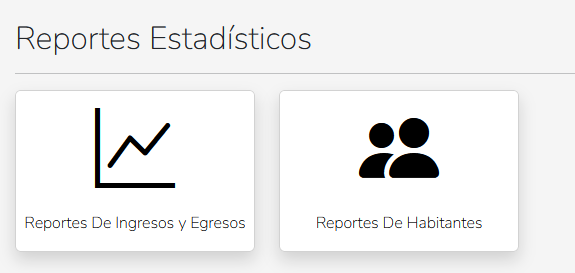 Reportes Estadísticos
Reportes De Ingresos y Egresos
Reportes De Habitantes